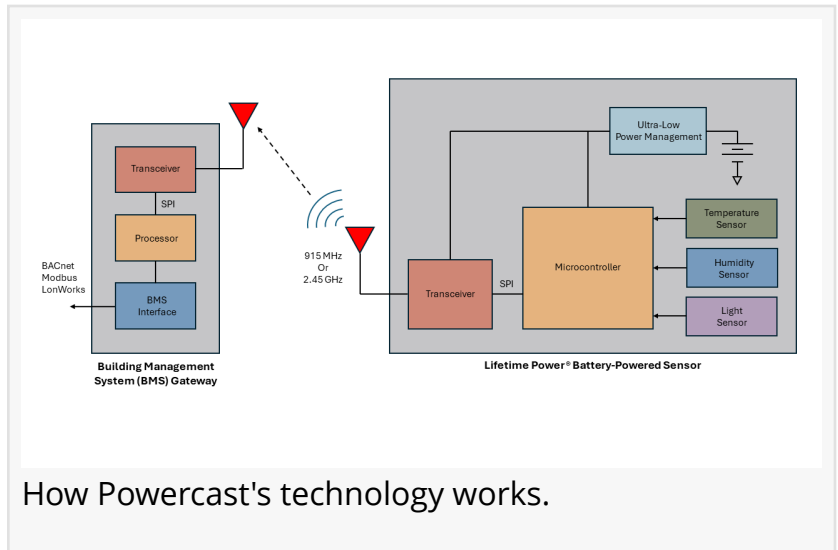 Transceiver
SPI
Processor
BMS
Interface
BACnet
Modbus
LonWorks
Building Management
System (BMS) Gateway
915 MHz
Or
2.45 GHz
Ultra-Low
Power Management
Transceiver
SPI
Microcontroller
Temperature
Sensor
Humidity
Sensor
Light
Sensor
Lifetime Power® Battery-Powered Sensor
How Powercast's technology works.